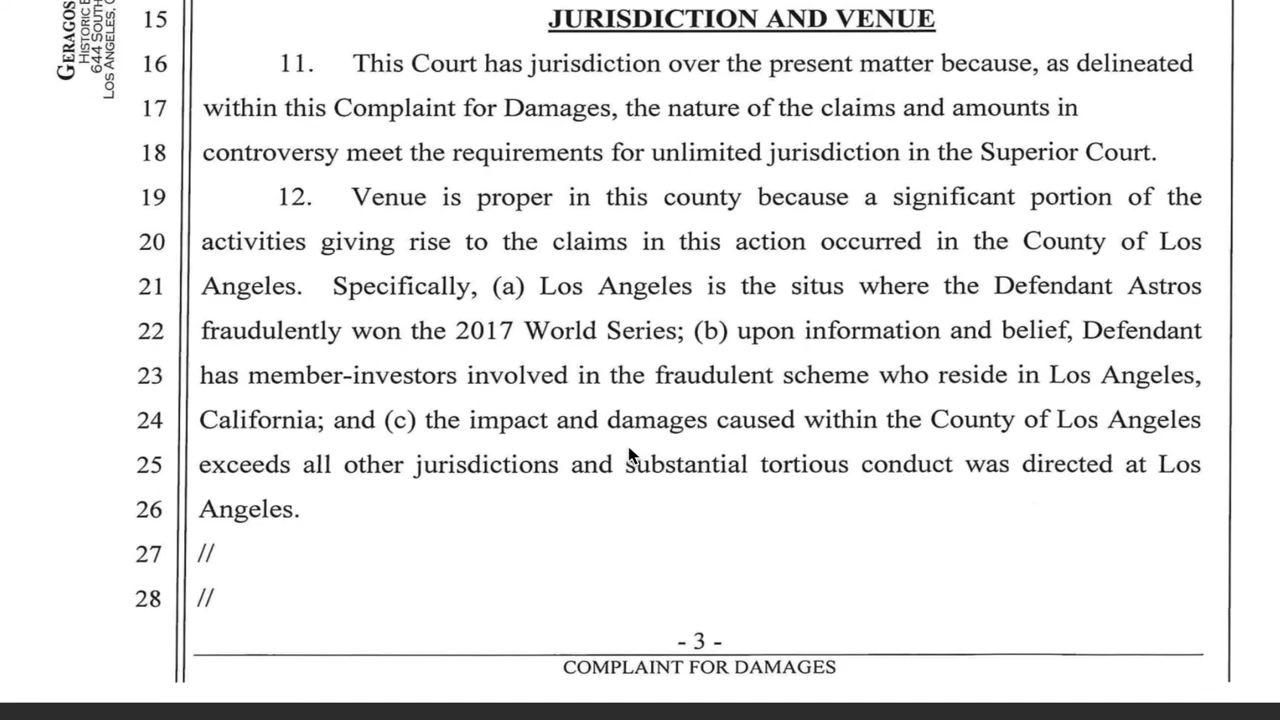 GERAGOS
HISTORIC
644 SOUTH
LOS ANGELES,
15 JURISDICTION AND VENUE
16 11. This Court has jurisdiction over the present matter because, as delineated
17 within this Complaint for Damages, the nature of the claims and amounts in
18 controversy meet the requirements for unlimited jurisdiction in the Superior Court.
19 12. Venue is proper in this county because a significant portion of the
20 activities giving rise to the claims in this action occurred in the County of Los
21 Angeles. Specifically, (a) Los Angeles is the situs where the Defendant Astros
22 fraudulently won the 2017 World Series; (b) upon information and belief, Defendant
23 has member-investors involved in the fraudulent scheme who reside in Los Angeles,
24 California; and (c) the impact and damages caused within the County of Los Angeles
25 exceeds all other jurisdictions and substantial tortious conduct was directed at Los
26 Angeles.
27 //
28 //
- 3 -
COMPLAINT FOR DAMAGES